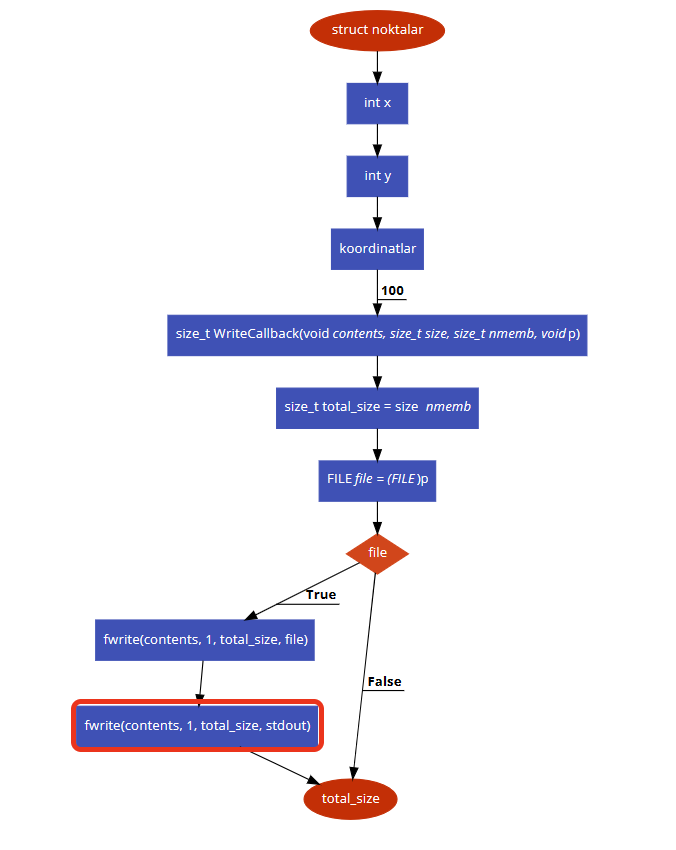 struct noktalar
int x
int y
koordinatlar
100
size_t WriteCallback(void contents, size_t size, size_t nmemb, void p)
size_t total_size = size nmemb
FILE file = (FILE )p
file
True
fwrite(contents, 1, total_size, file)
False
fwrite(contents, 1, total_size, stdout)
total_size